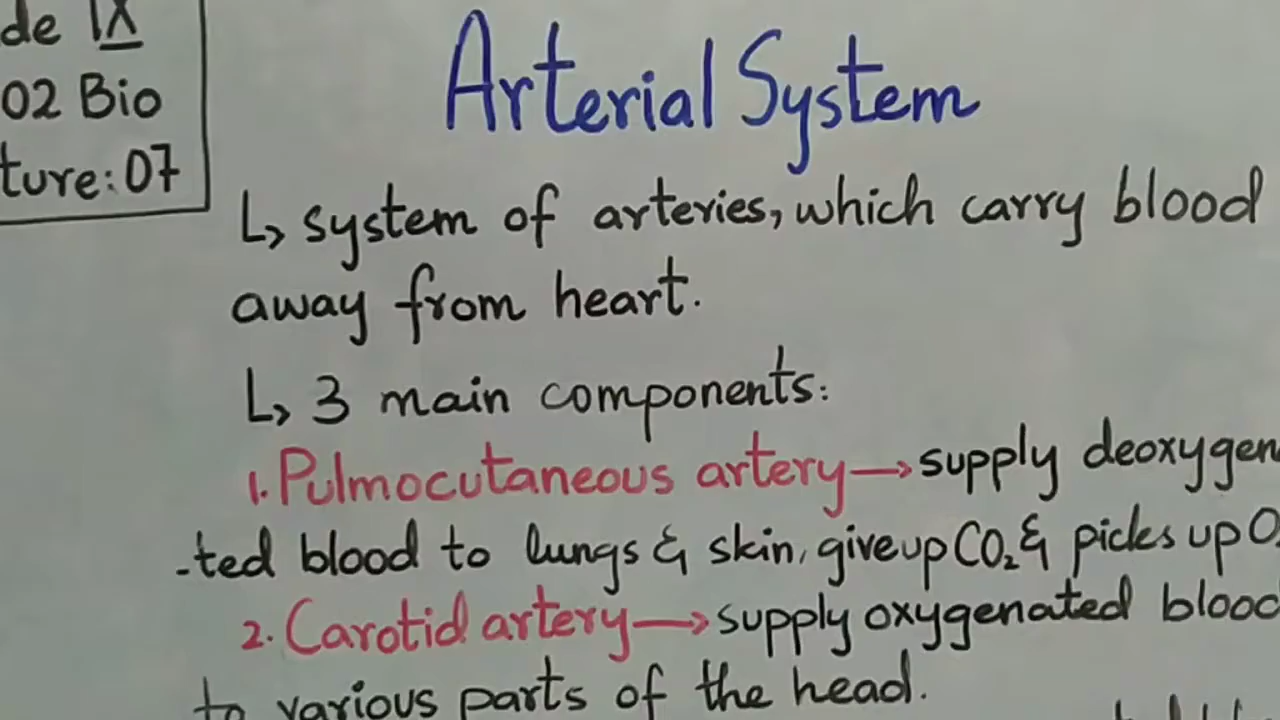 de IX
02 Bio
ture: 07
Arterial System
↳ system of arteries, which carry blood
away from heart.
↳ 3 main components:
1. Pulmocutaneous artery → supply deoxygen
-ted blood to lungs & skin, give up CO₂ & picks up O
2. Carotid artery → supply oxygenated blood
to various parts of the head.